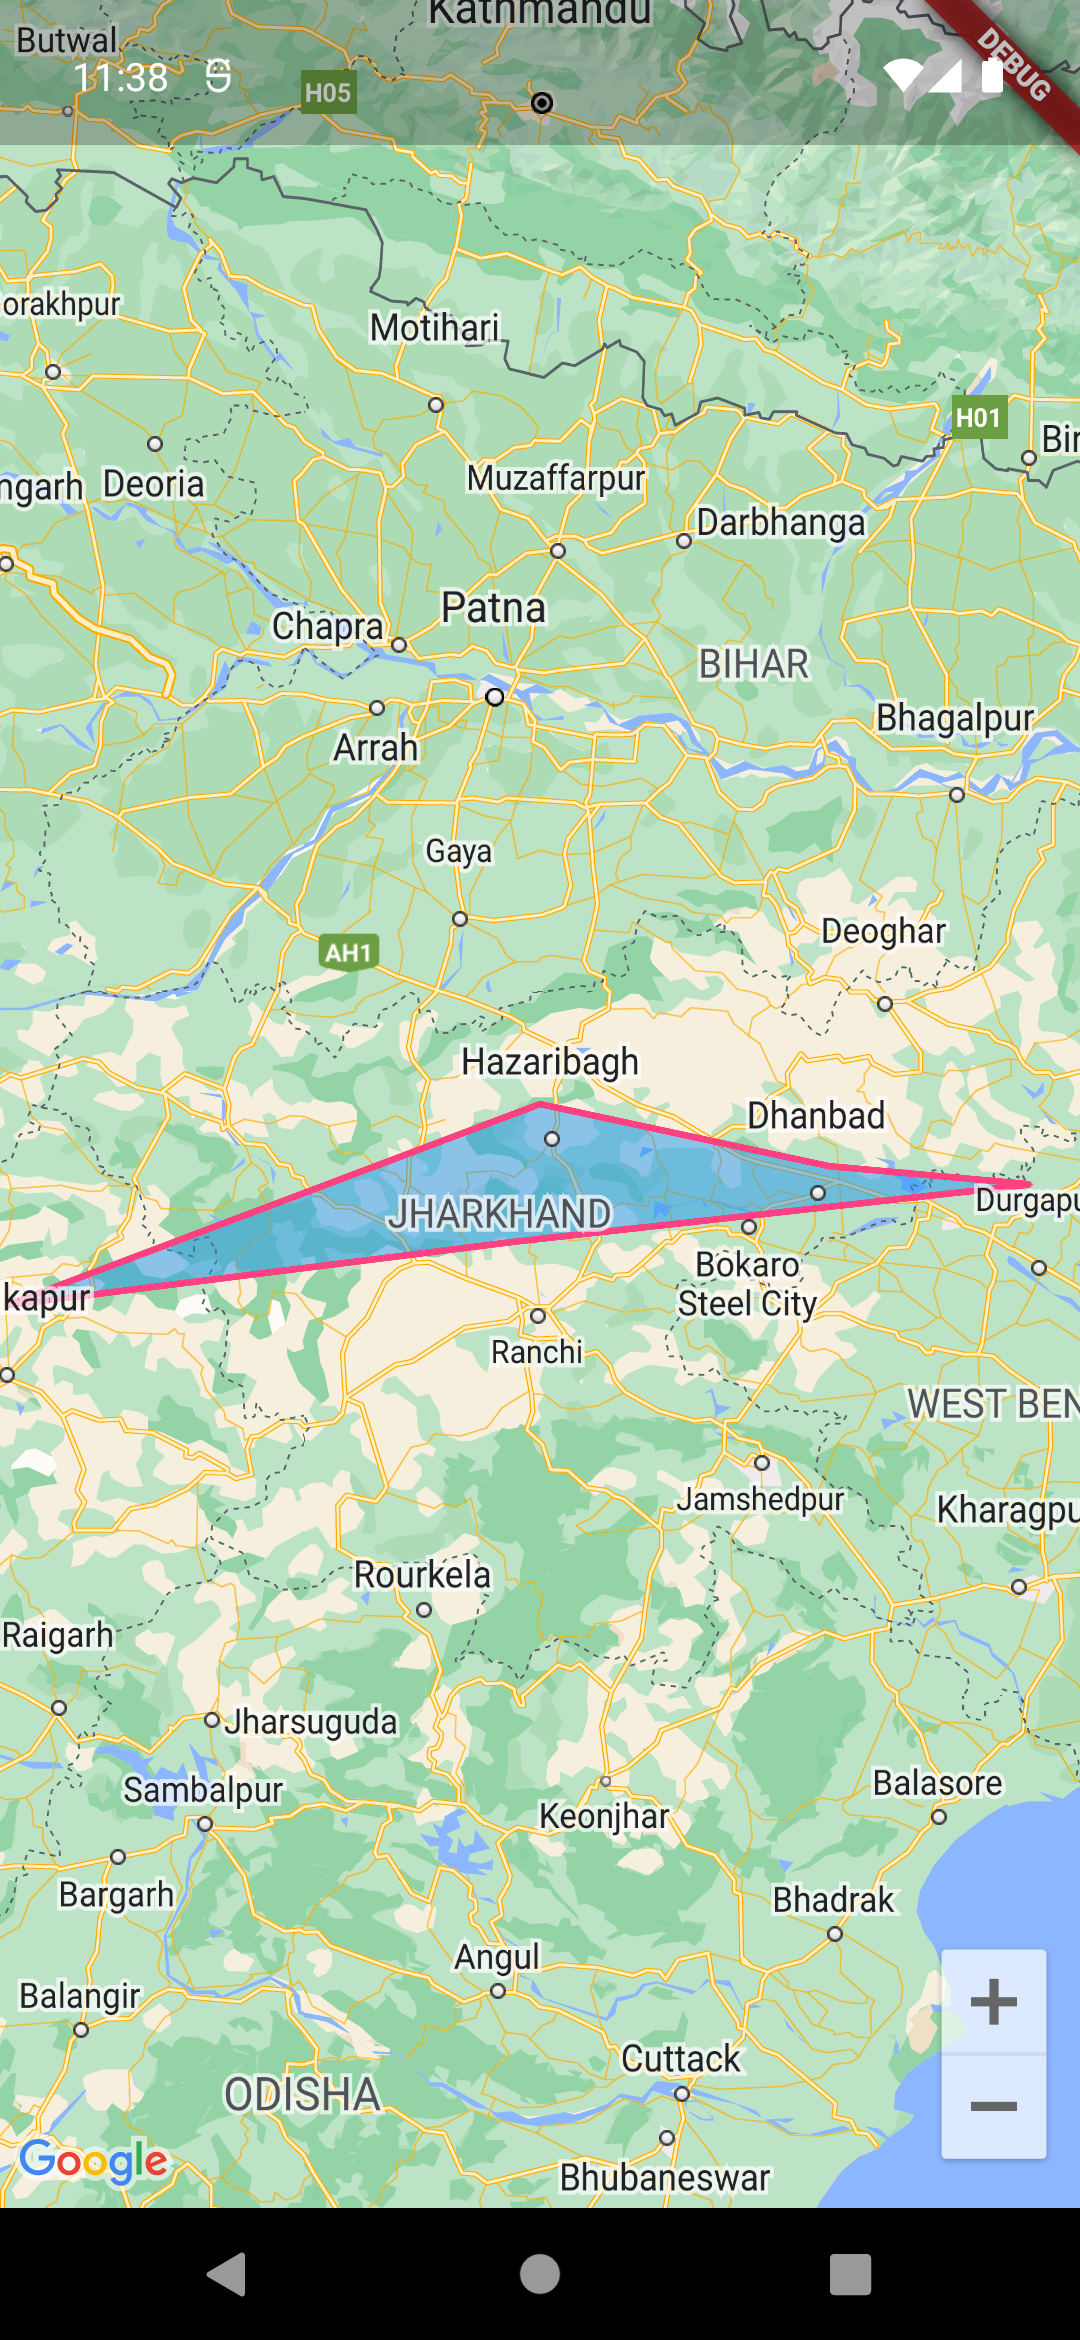 Kathmandu
Butwal
11:38
H05
DEBUG
orakhpur
Motihari
H01
Bir
Muzaffarpur
ngarh
Deoria
Darbhanga
Patna
Chapra
BIHAR
Bhagalpur
Arrah
Gaya
Deoghar
AH1
Hazaribagh
Dhanbad
Durgapu
JHARKHAND
Bokaro
Steel City
kapur
Ranchi
WEST BEN
Jamshedpur
Kharagpu
Rourkela
Raigarh
Jharsuguda
Sambalpur
Balasore
Keonjhar
Bargarh
Bhadrak
Angul
Balangir
Cuttack
ODISHA
Google
Bhubaneswar